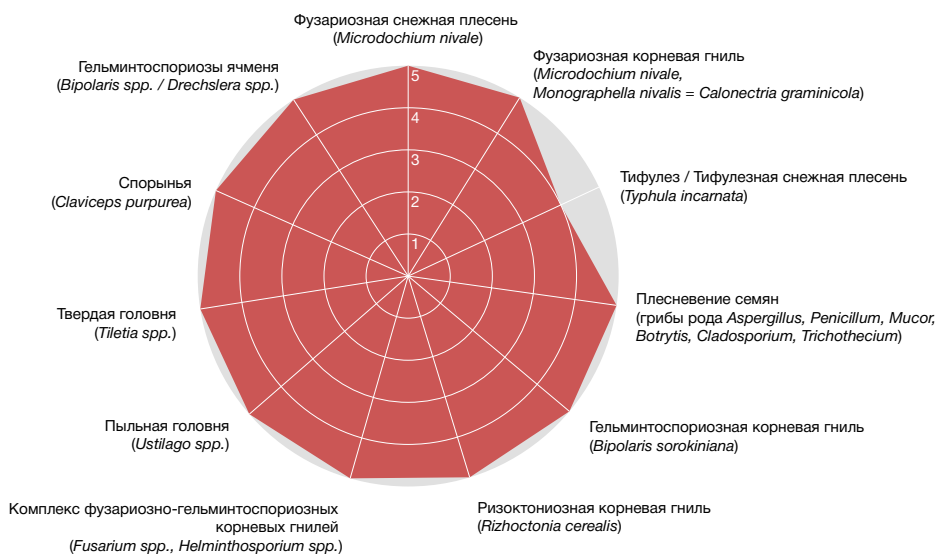 Фузариозная снежная плесень
(Microdochium nivale)
Фузариозная корневая гниль
(Microdochium nivale,
Monographella nivalis = Calonectria graminicola)
Тифулез / Тифулезная снежная плесень
(Typhula incarnata)
Плесневение семян
(грибы рода Aspergillus, Penicillum, Mucor,
Botrytis, Cladosporium, Trichothecium)
Гельминтоспориозная корневая гниль
(Bipolaris sorokiniana)
Ризоктониозная корневая гниль
(Rizhoctonia cerealis)
Комплекс фузариозно-гельминтоспориозных
корневых гнилей
(Fusarium spp., Helminthosporium spp.)
Пыльная головня
(Ustilago spp.)
Твердая головня
(Tiletia spp.)
Спорынья
(Claviceps purpurea)
Гельминтоспориозы ячменя
(Bipolaris spp. / Drechslera spp.)
5
4
3
2
1